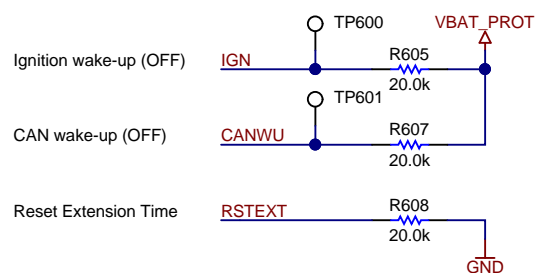 TP600
VBAT_PROT
Ignition wake-up (OFF)
IGN
R605
20.0k
TP601
CAN wake-up (OFF)
CANWU
R607
20.0k
Reset Extension Time
RSTEXT
R608
20.0k
GND